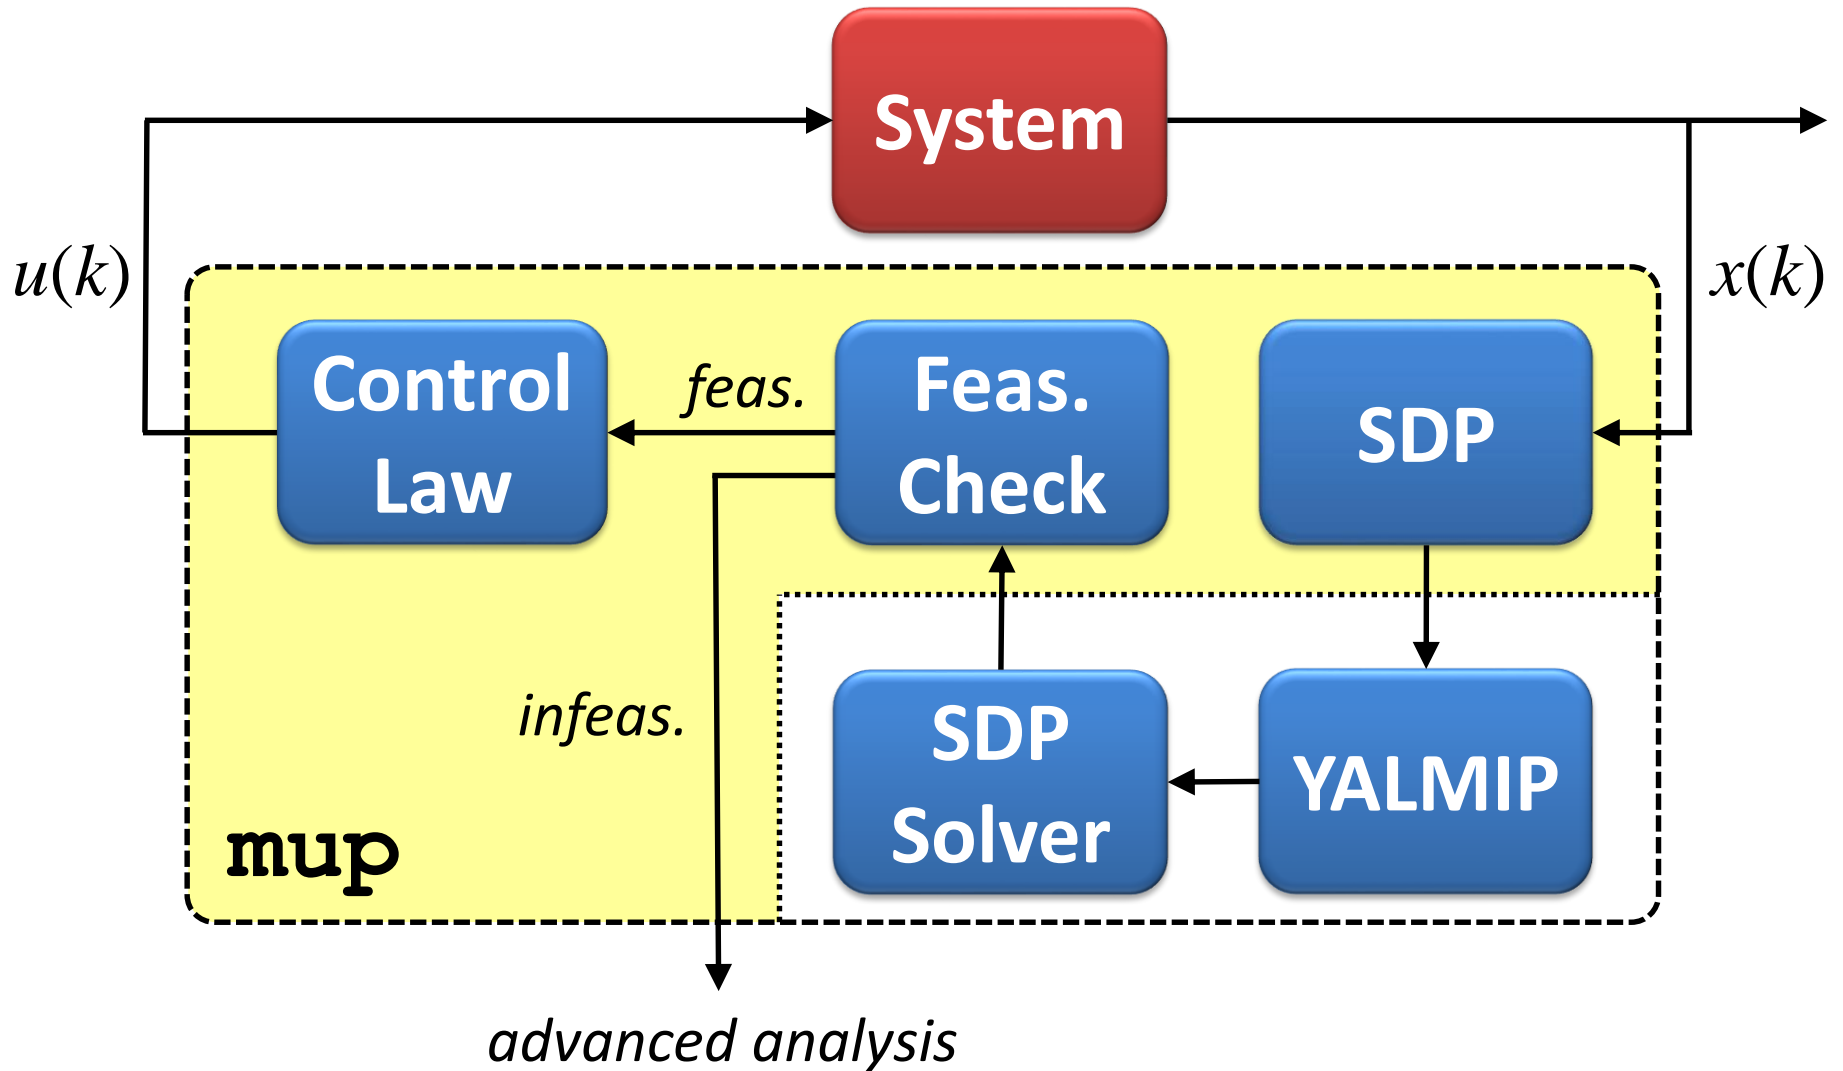 System
u(k)
x(k)
Control
Law
feas.
Feas.
Check
SDP
infeas.
SDP
Solver
YALMIP
mup
advanced analysis